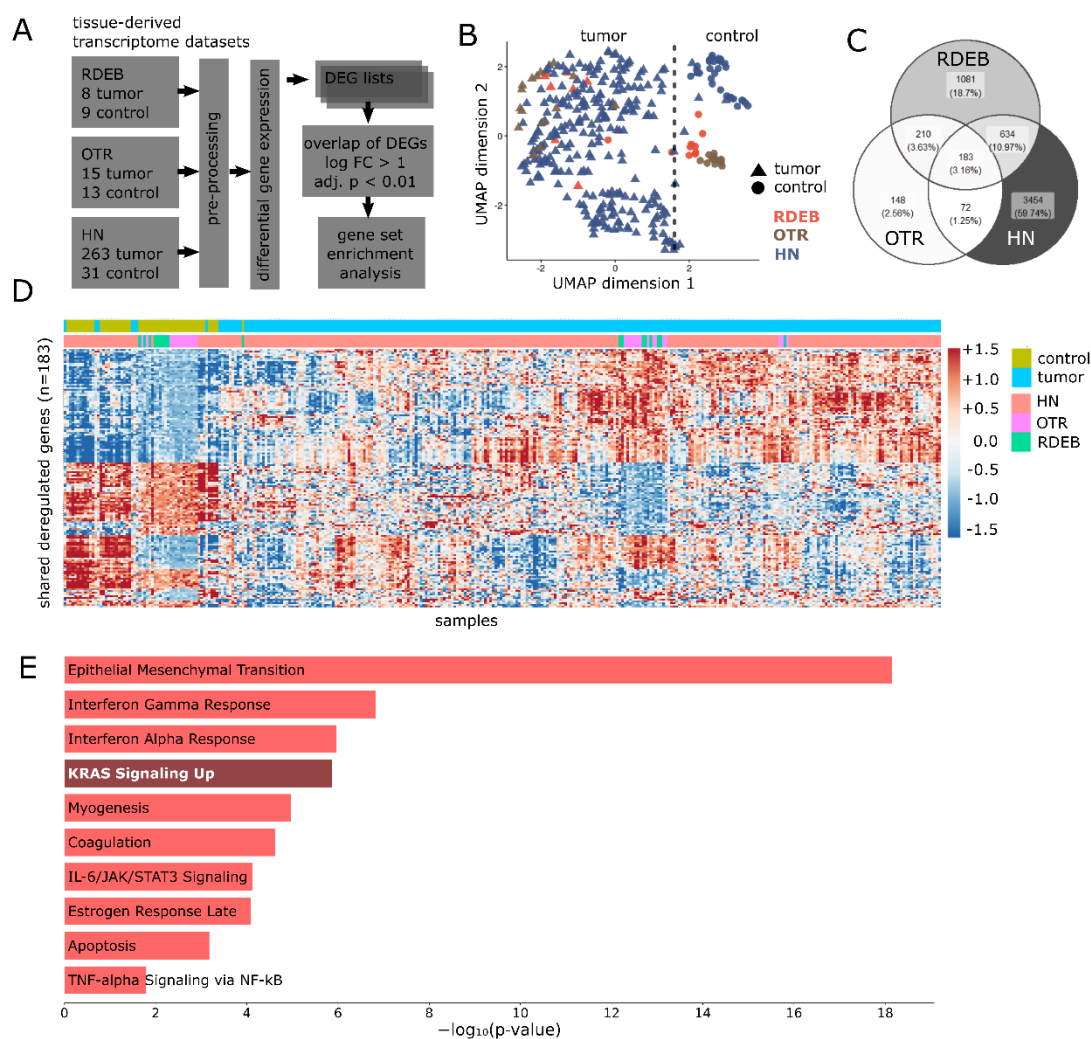 A
tissue-derived
transcriptome datasets
RDEB
8 tumor
9 control
OTR
15 tumor
13 control
HN
263 tumor
31 control
pre-processing
differential gene expression
DEG lists
overlap of DEGs
log FC > 1
adj. p < 0.01
gene set
enrichment
analysis
B
tumor
control
UMAP dimension 2
2
0
-2
-2
0
2
UMAP dimension 1
tumor
control
RDEB
OTR
HN
C
RDEB
1081
(18.7%)
210
(3.63%)
634
(10.97%)
183
(3.16%)
148
(2.56%)
72
(1.25%)
3454
(59.74%)
OTR
HN
D
shared deregulated genes (n=183)
samples
+1.5
+1.0
+0.5
0.0
-0.5
-1.0
-1.5
control
tumor
HN
OTR
RDEB
E
Epithelial Mesenchymal Transition
Interferon Gamma Response
Interferon Alpha Response
KRAS Signaling Up
Myogenesis
Coagulation
IL-6/JAK/STAT3 Signaling
Estrogen Response Late
Apoptosis
TNF-alpha Signaling via NF-kB
0 2 4 6 8 10 12 14 16 18
−log₁₀(p-value)